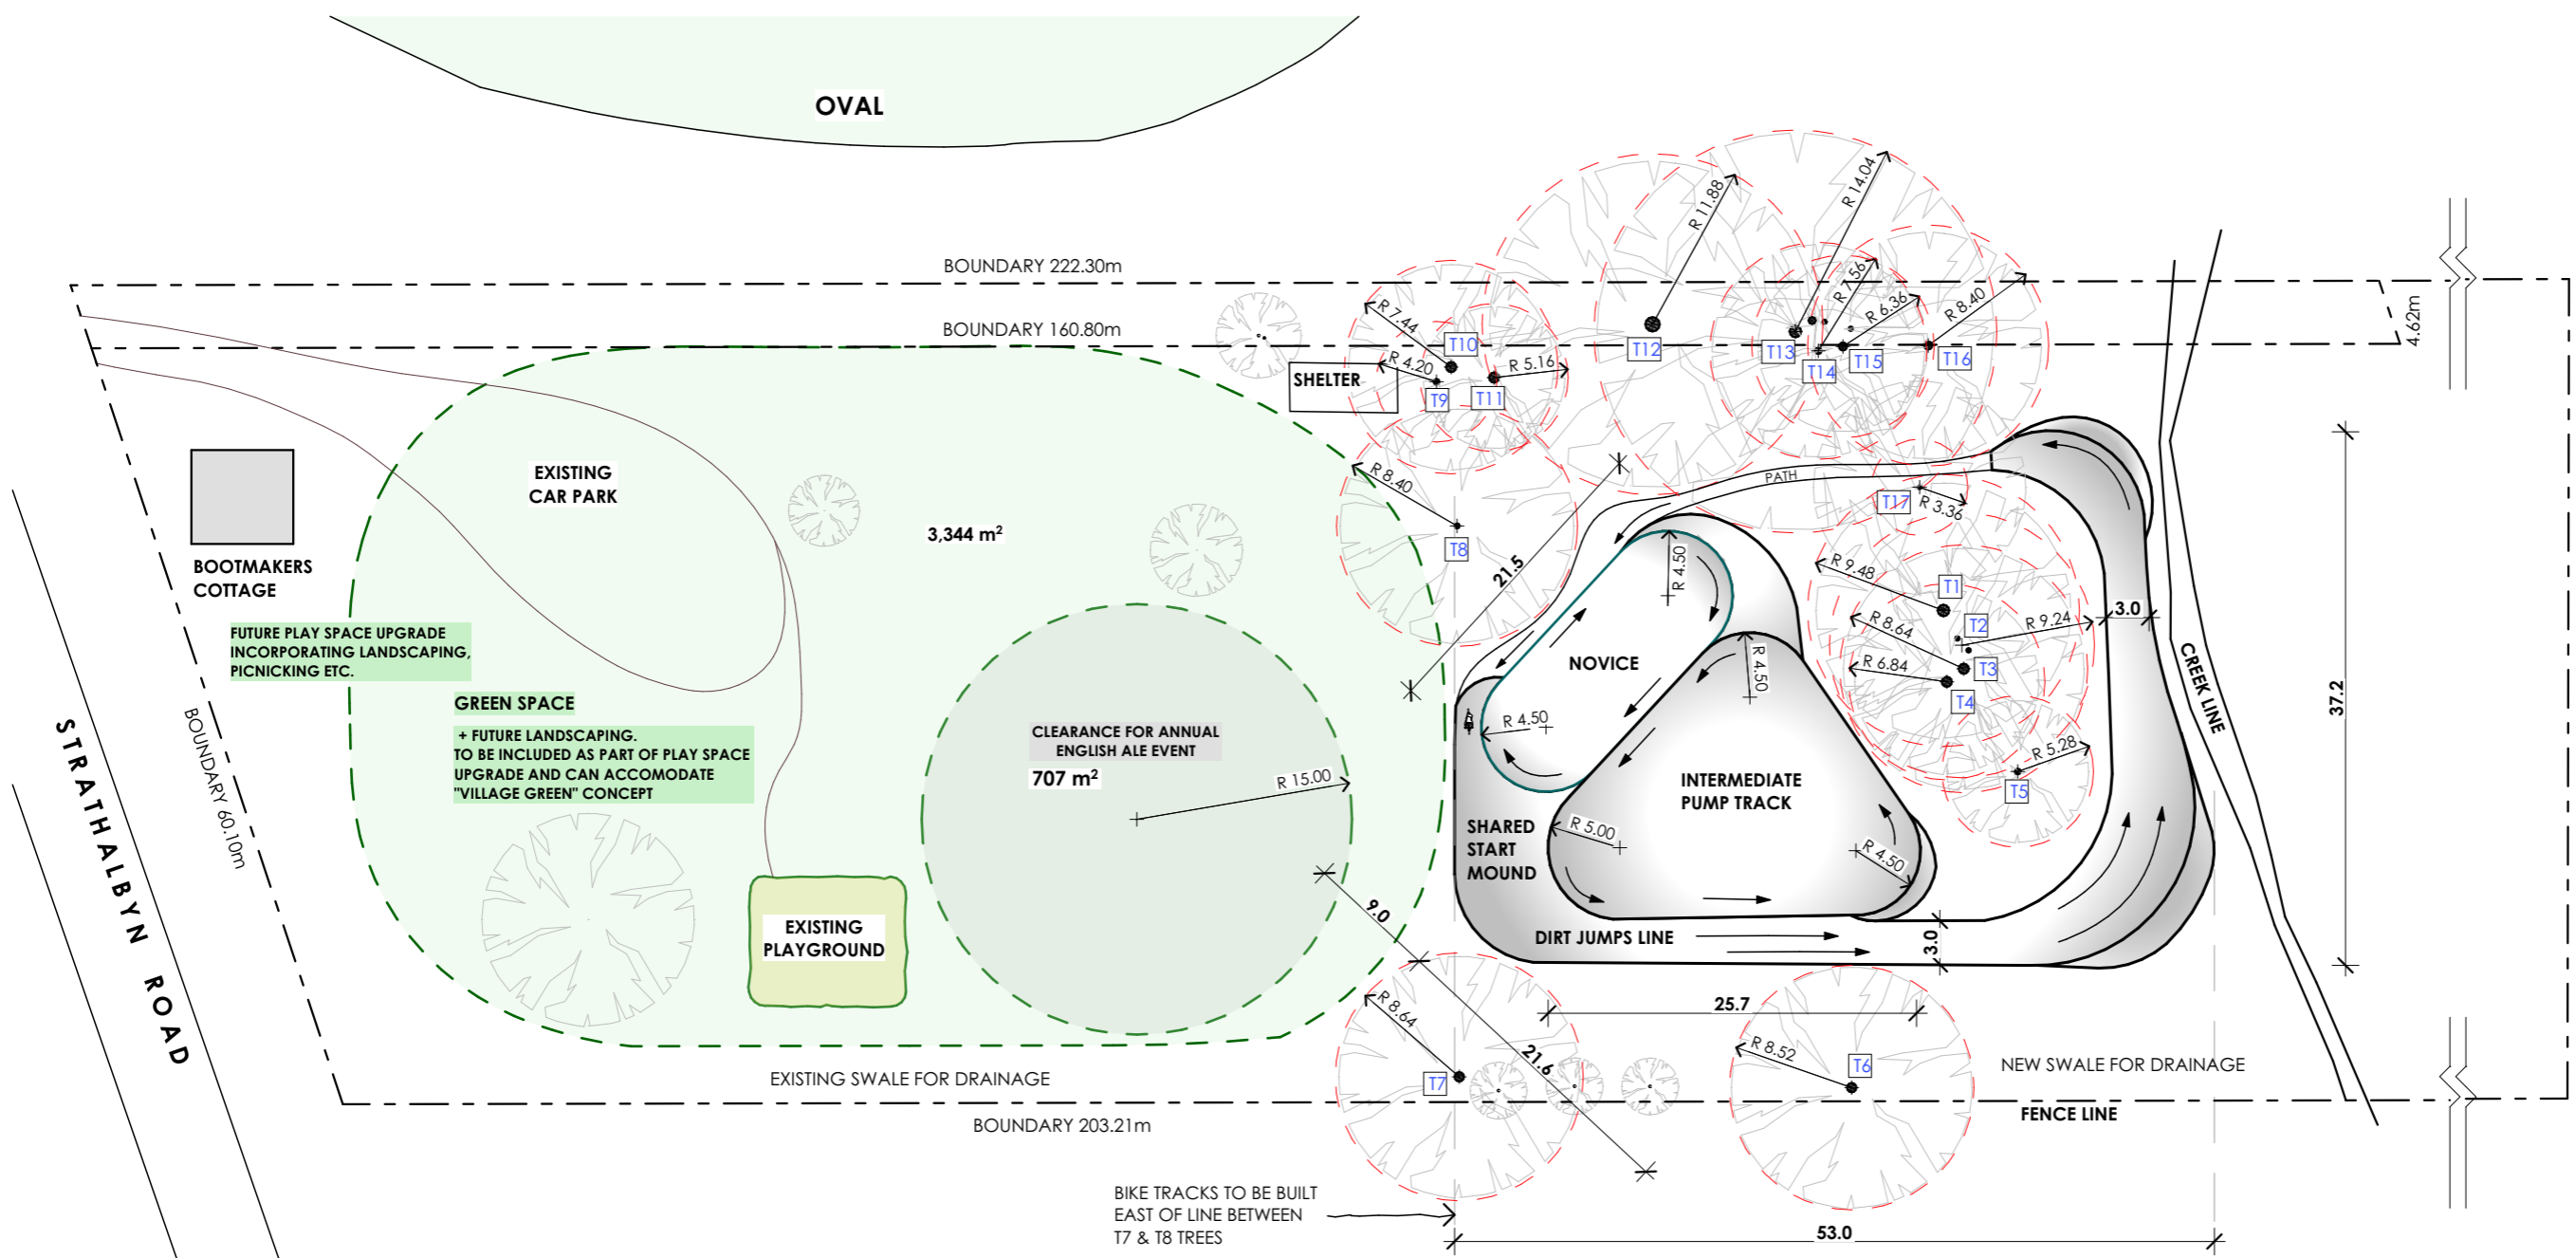 OVAL
BOUNDARY 222.30m
BOUNDARY 160.80m
4.62m
R 11.88
R 14.04
R 7.56
R 6.36
R 8.40
R 7.44
R 4.20
R 5.16
T10
T9
T11
T12
T13
T14
T15
T16
SHELTER
EXISTING
CAR PARK
3,344 m²
BOOTMAKERS
COTTAGE
R 8.40
T8
21.5
PATH
T17
R 3.36
R 4.50
R 9.48
T1
T2
R 8.64
R 9.24
T3
R 6.84
T4
3.0
CREEK LINE
37.2
FUTURE PLAY SPACE UPGRADE
INCORPORATING LANDSCAPING,
PICNICKING ETC.
GREEN SPACE
+ FUTURE LANDSCAPING.
TO BE INCLUDED AS PART OF PLAY SPACE
UPGRADE AND CAN ACCOMODATE
"VILLAGE GREEN" CONCEPT
STRATHALBYN ROAD
BOUNDARY 60.10m
CLEARANCE FOR ANNUAL
ENGLISH ALE EVENT
707 m²
R 15.00
NOVICE
R 4.50
R 4.50
INTERMEDIATE
PUMP TRACK
R 5.28
T5
SHARED
START
MOUND
R 5.00
R 4.50
EXISTING
PLAYGROUND
9.0
DIRT JUMPS LINE
3.0
25.7
R 8.64
T7
21.6
R 8.52
T6
EXISTING SWALE FOR DRAINAGE
NEW SWALE FOR DRAINAGE
FENCE LINE
BOUNDARY 203.21m
BIKE TRACKS TO BE BUILT
EAST OF LINE BETWEEN
T7 & T8 TREES
53.0